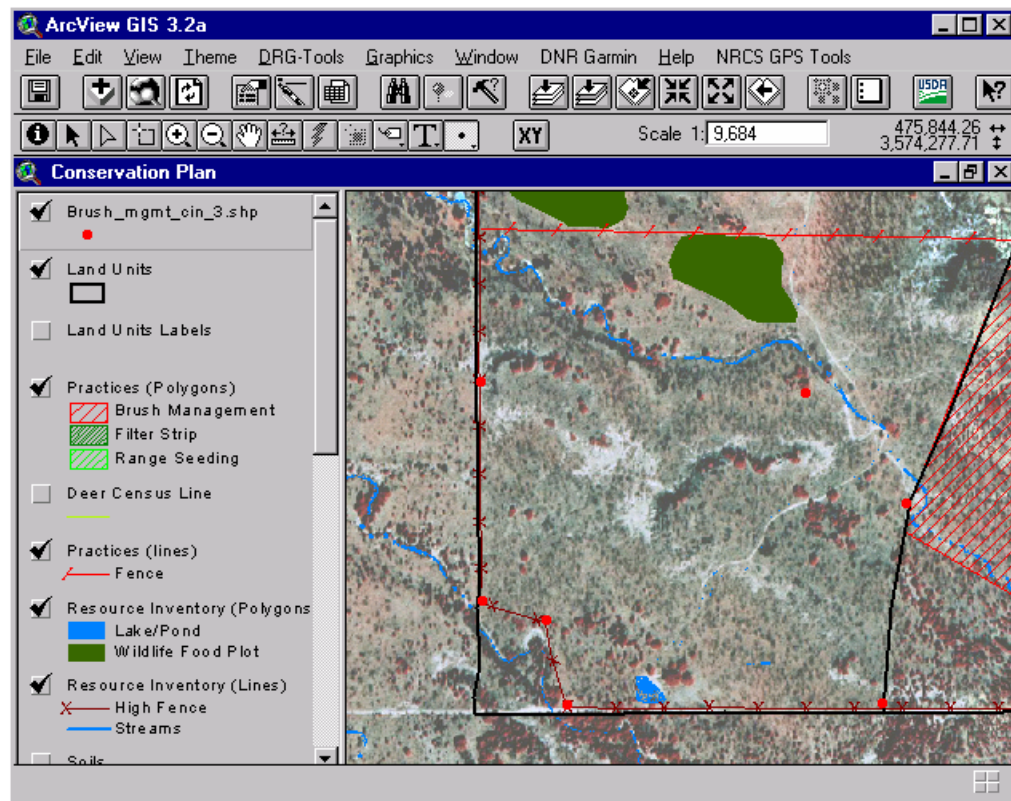 ArcView GIS 3.2a
File Edit View Theme DRG-Tools Graphics Window DNR Garmin Help NRCS GPS Tools
USDA
T XY Scale 1: 9,684 475,844.26
3,574,277.71
Conservation Plan
Brush_mgmt_cin_3.shp
Land Units
Land Units Labels
Practices (Polygons)
Brush Management
Filter Strip
Range Seeding
Deer Census Line
Practices (lines)
Fence
Resource Inventory (Polygons
Lake/Pond
Wildlife Food Plot
Resource Inventory (Lines)
High Fence
Streams
Soils